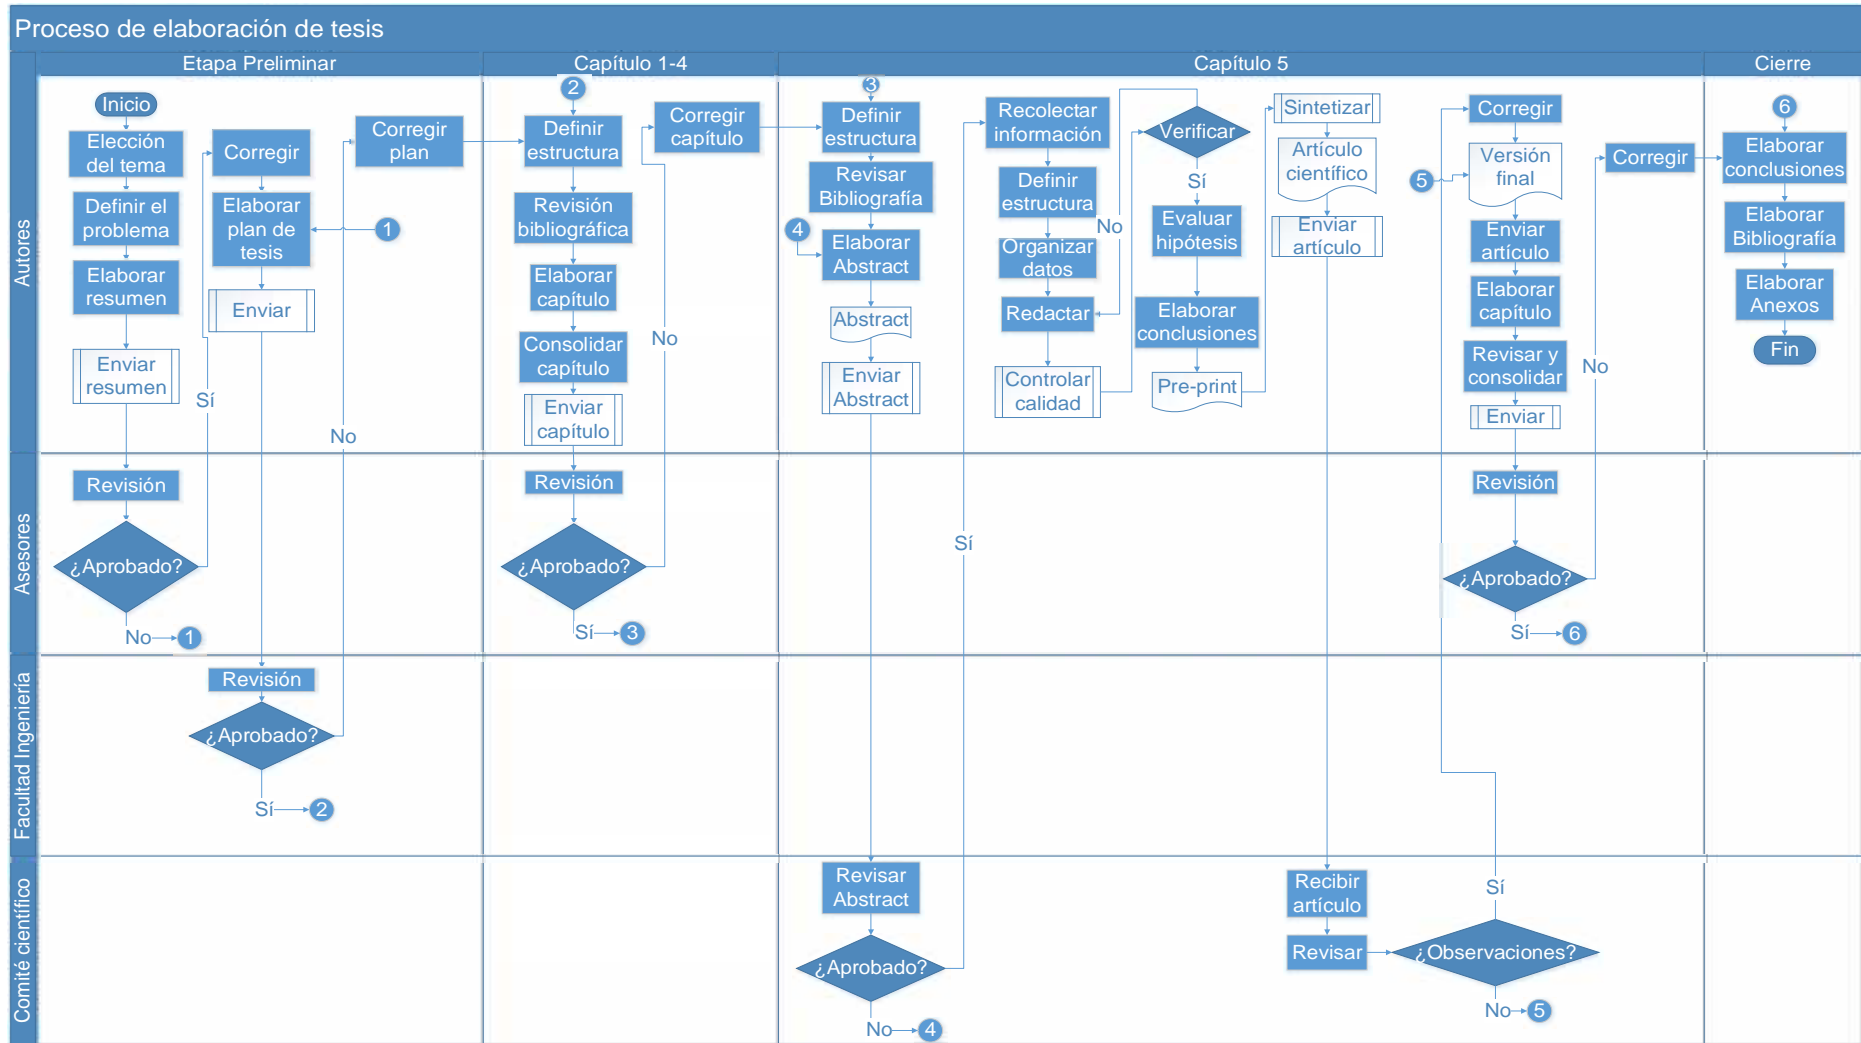 Proceso de elaboración de tesis
Etapa Preliminar
Capítulo 1-4
Capítulo 5
Cierre
Autores
Inicio
Elección
del tema
Definir el
problema
Elaborar
resumen
Enviar
resumen
Corregir
Elaborar
plan de
tesis
1
Enviar
Sí
No
Corregir
plan
2
Definir
estructura
Revisión
bibliográfica
Elaborar
capítulo
Consolidar
capítulo
Enviar
capítulo
Corregir
capítulo
No
3
Definir
estructura
Revisar
Bibliografía
4
Elaborar
Abstract
Abstract
Enviar
Abstract
Recolectar
información
Definir
estructura
Organizar
datos
Redactar
Controlar
calidad
No
Verificar
Sí
Evaluar
hipótesis
Elaborar
conclusiones
Pre-print
Sintetizar
Artículo
científico
Enviar
artículo
Corregir
5
Versión
final
Enviar
artículo
Elaborar
capítulo
Revisar y
consolidar
Enviar
No
Corregir
6
Elaborar
conclusiones
Elaborar
Bibliografía
Elaborar
Anexos
Fin
Asesores
Revisión
¿Aprobado?
No
1
Revisión
¿Aprobado?
Sí
3
Sí
Revisión
¿Aprobado?
Sí
6
Facultad Ingeniería
Revisión
¿Aprobado?
Sí
2
Comité científico
Revisar
Abstract
¿Aprobado?
No
4
Recibir
artículo
Revisar
Sí
¿Observaciones?
No
5